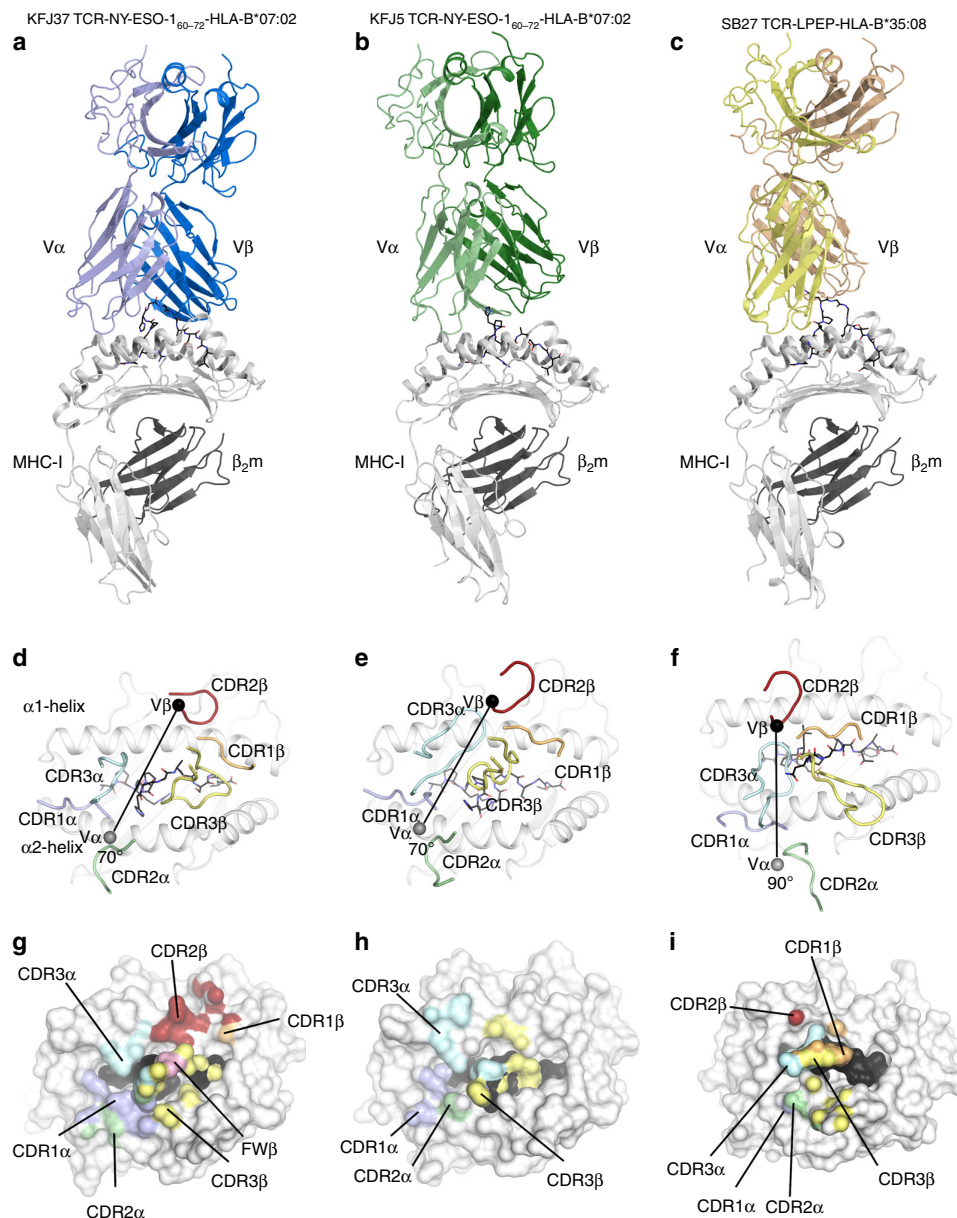 KFJ37 TCR-NY-ESO-1₆₀₋₇₂-HLA-B*07:02
KFJ5 TCR-NY-ESO-1₆₀₋₇₂-HLA-B*07:02
SB27 TCR-LPEP-HLA-B*35:08
a
b
c
Vα
Vβ
Vα
Vβ
Vα
Vβ
MHC-I
β₂m
MHC-I
β₂m
MHC-I
β₂m
d
α1-helix
Vβ
CDR2β
CDR1β
CDR3α
CDR1α
CDR3β
Vα
α2-helix
70°
CDR2α
e
CDR3α
Vβ
CDR2β
CDR1β
CDR1α
CDR3β
Vα
70°
CDR2α
f
CDR2β
Vβ
CDR1β
CDR3α
CDR1α
CDR3β
Vα
90°
CDR2α
g
CDR2β
CDR3α
CDR1β
CDR1α
FWβ
CDR3β
CDR2α
h
CDR3α
CDR1α
CDR2α
CDR3β
i
CDR1β
CDR2β
CDR3α
CDR3β
CDR1α
CDR2α